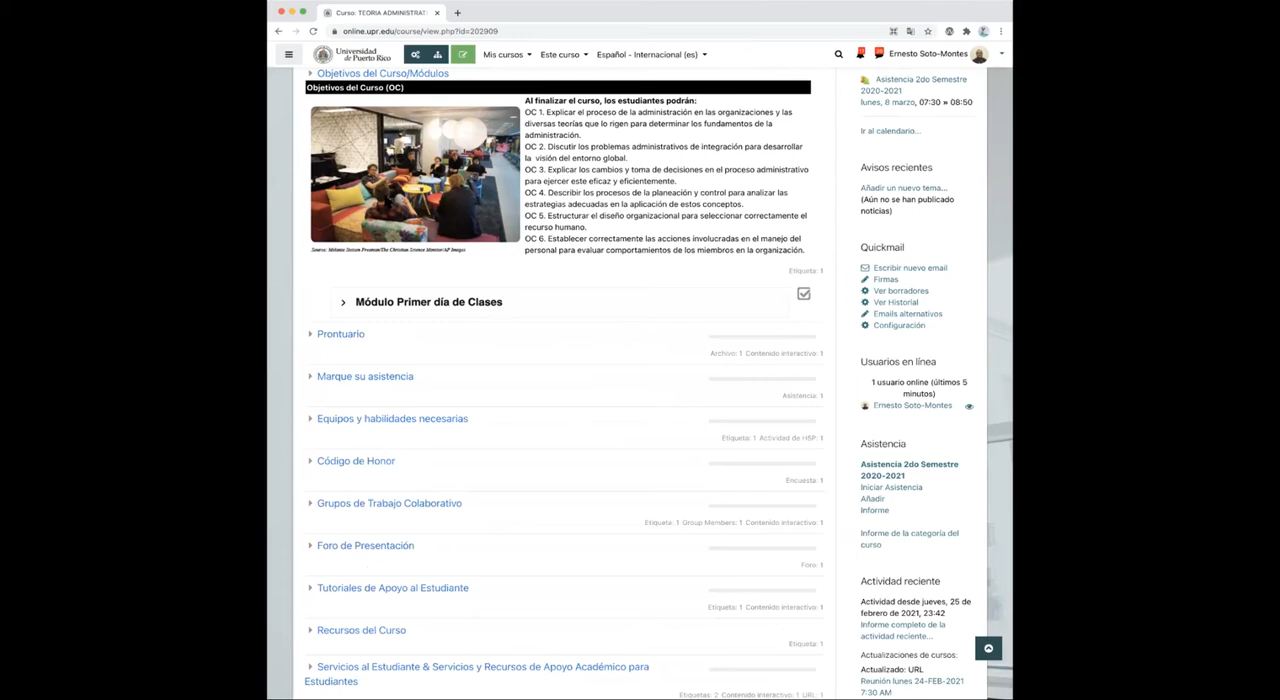 Curso: TEORIA ADMINISTRAT
online.upr.edu/course/view.php?id=202909
Universidad
de Puerto Rico
Mis cursos
Este curso
Español - Internacional (es)
Ernesto Soto-Montes
Objetivos del Curso/Módulos
Objetivos del Curso (OC)
Al finalizar el curso, los estudiantes podrán:
OC 1. Explicar el proceso de la administración en las organizaciones y las
diversas teorías que lo rigen para determinar los fundamentos de la
administración.
OC 2. Discutir los problemas administrativos de integración para desarrollar
la visión del entorno global.
OC 3. Explicar los cambios y toma de decisiones en el proceso administrativo
para ejercer este eficaz y eficientemente.
OC 4. Describir los procesos de la planeación y control para analizar las
estrategias adecuadas en la aplicación de estos conceptos.
OC 5. Estructurar el diseño organizacional para seleccionar correctamente el
recurso humano.
OC 6. Establecer correctamente las acciones involucradas en el manejo del
personal para evaluar comportamientos de los miembros en la organización.
Etiqueta: 1
Módulo Primer día de Clases
Prontuario
Archivo: 1 Contenido interactivo: 1
Marque su asistencia
Asistencia: 1
Equipos y habilidades necesarias
Etiqueta: 1 Actividad de H5P: 1
Código de Honor
Encuesta: 1
Grupos de Trabajo Colaborativo
Etiqueta: 1 Group Members: 1 Contenido interactivo: 1
Foro de Presentación
Foro: 1
Tutoriales de Apoyo al Estudiante
Etiqueta: 1 Contenido interactivo: 1
Recursos del Curso
Etiqueta: 1
Servicios al Estudiante & Servicios y Recursos de Apoyo Académico para
Estudiantes
Etiquetas: 2 Contenido interactivo: 1 URL: 1
Asistencia 2do Semestre
2020-2021
lunes, 8 marzo, 07:30 » 08:50
Ir al calendario...
Avisos recientes
Añadir un nuevo tema...
(Aún no se han publicado
noticias)
Quickmail
Escribir nuevo email
Firmas
Ver borradores
Ver Historial
Emails alternativos
Configuración
Usuarios en línea
1 usuario online (últimos 5
minutos)
Ernesto Soto-Montes
Asistencia
Asistencia 2do Semestre
2020-2021
Iniciar Asistencia
Añadir
Informe
Informe de la categoría del
curso
Actividad reciente
Actividad desde jueves, 25 de
febrero de 2021, 23:42
Informe completo de la
actividad reciente...
Actualizaciones de cursos:
Actualizado: URL
Reunión lunes 24-FEB-2021
7:30 AM